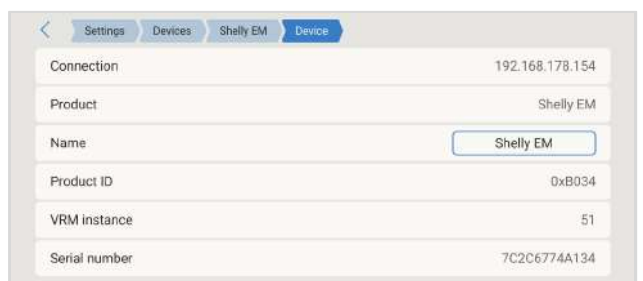 Settings Devices Shelly EM Device
Connection 192.168.178.154
Product Shelly EM
Name Shelly EM
Product ID 0xB034
VRM instance 51
Serial number 7C2C6774A134